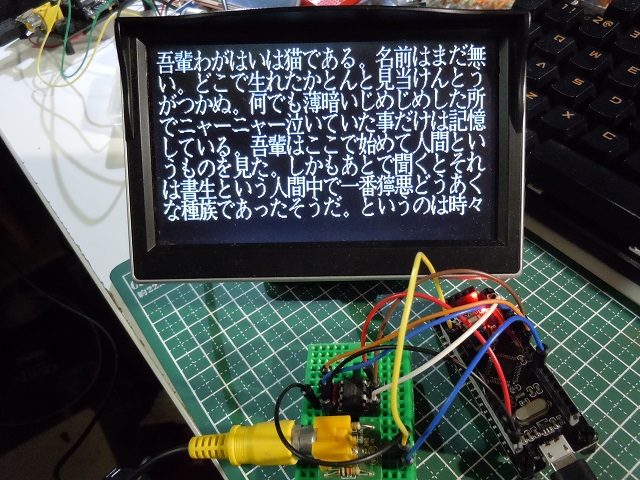 吾輩わがはいは猫である。名前はまだ無
い。どこで生れたかとんと見当けんとう
がつかぬ。何でも薄暗いじめじめした所
でニャーニャー泣いていた事だけは記憶
している。吾輩はここで始めて人間とい
うものを見た。しかもあとで聞くとそれ
は書生という人間中で一番獰悪どうあく
な種族であったそうだ。というのは時々